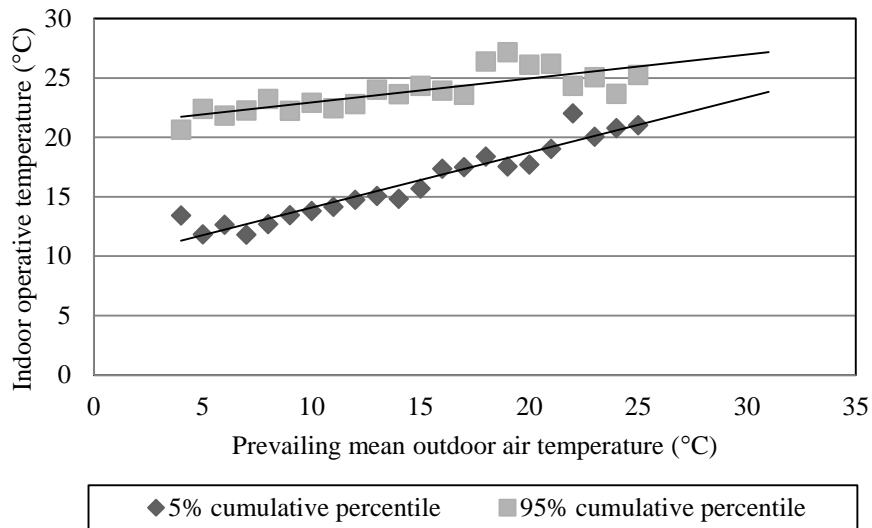 Indoor operative temperature (°C)
30
25
20
15
10
5
0
0 5 10 15 20 25 30 35
Prevailing mean outdoor air temperature (°C)
5% cumulative percentile 95% cumulative percentile